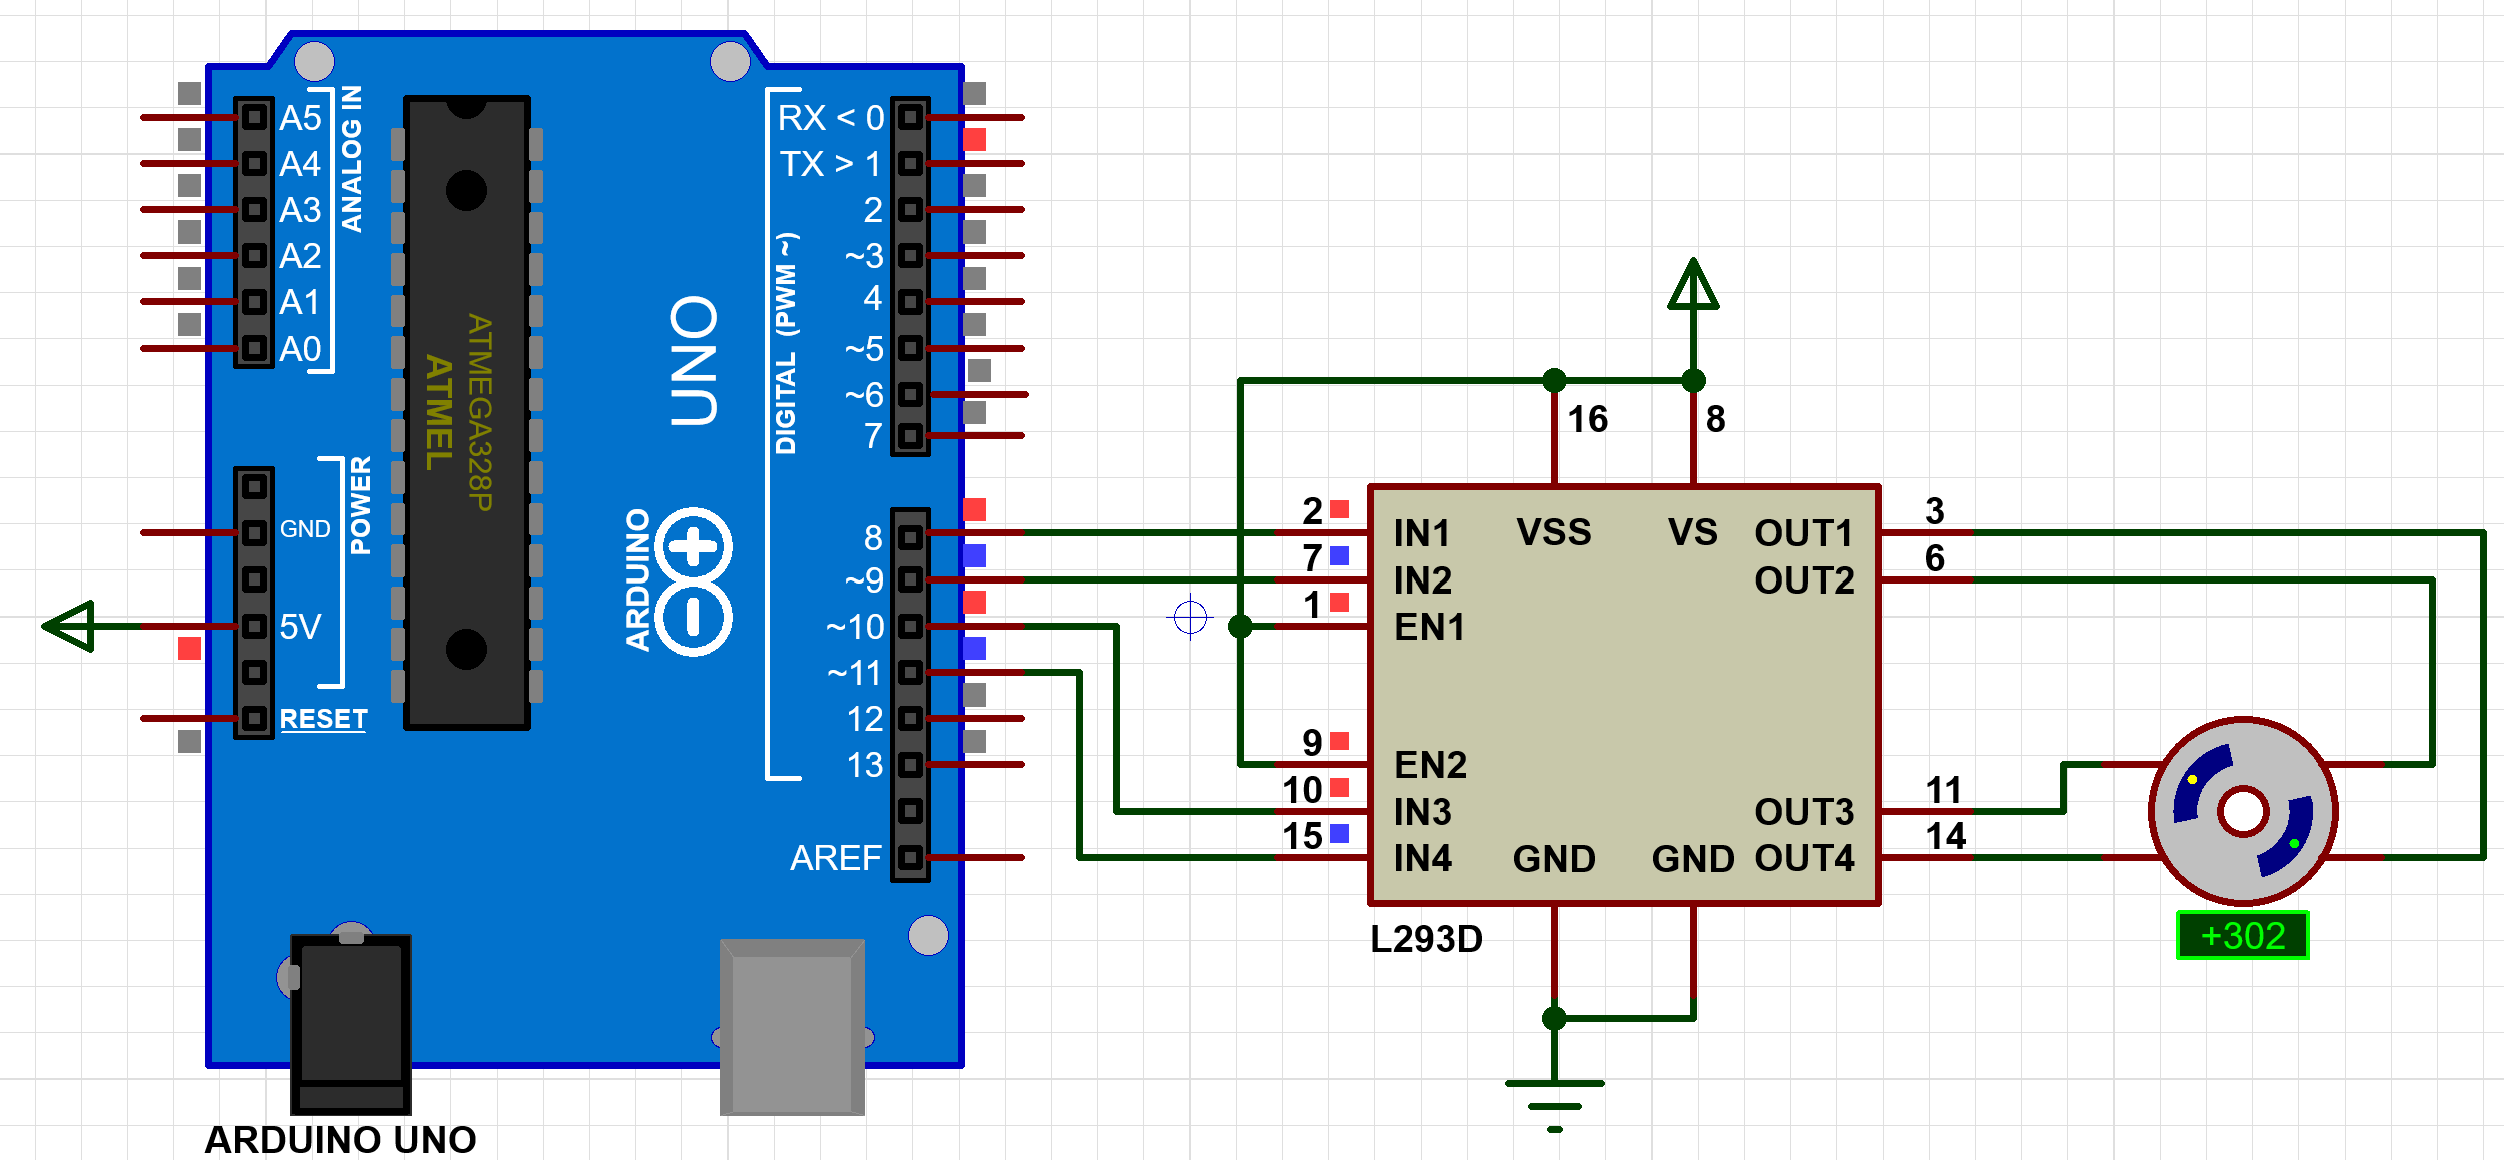 A5
A4
A3
A2
A1
A0
ANALOG IN
GND
5V
RESET
POWER
ATMEL
ATMEGA328P
UNO
ARDUINO
DIGITAL (PWM ~)
RX < 0
TX > 1
2
~3
4
~5
~6
7
8
~9
~10
~11
12
13
AREF
ARDUINO UNO
16
8
2
7
1
9
10
15
IN1
IN2
EN1
EN2
IN3
IN4
VSS
VS
GND
GND
OUT1
OUT2
OUT3
OUT4
3
6
11
14
L293D
+302